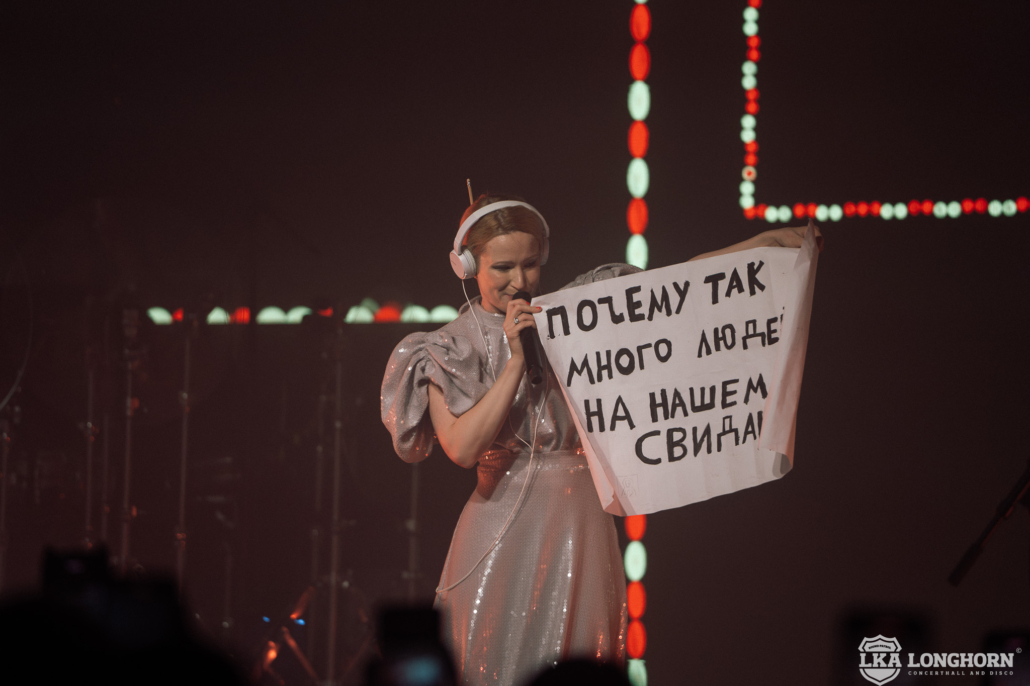 ПОЧЕМУ ТАК
МНОГО ЛЮДЕЙ
НА НАШЕМ
СВИДА
LKA LONGHORN
CONCERTHALL AND DISCO